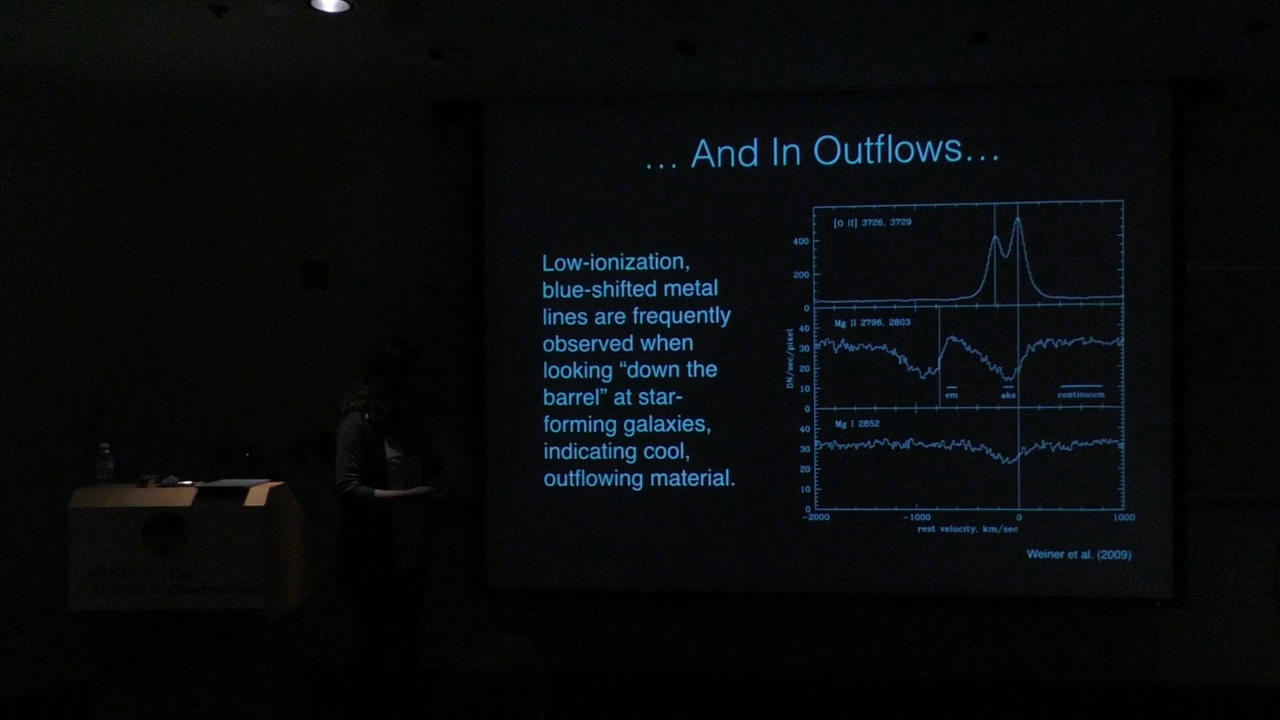 ... And In Outflows...
Low-ionization,
blue-shifted metal
lines are frequently
observed when
looking “down the
barrel” at star-
forming galaxies,
indicating cool,
outflowing material.
[O II] 3726, 3729
400
200
0
Mg II 2796, 2803
40
30
20
10
0
em
abs
continuum
DN/sec/pixel
Mg I 2852
40
30
20
10
0
-2000
-1000
0
1000
rest velocity, km/sec
Weiner et al. (2009)